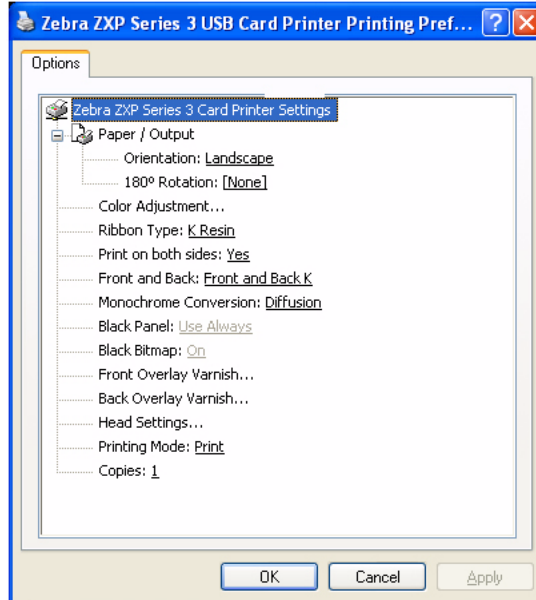 Zebra ZXP Series 3 USB Card Printer Printing Pref...
Options
Zebra ZXP Series 3 Card Printer Settings
Paper / Output
Orientation: Landscape
180º Rotation: [None]
Color Adjustment...
Ribbon Type: K Resin
Print on both sides: Yes
Front and Back: Front and Back K
Monochrome Conversion: Diffusion
Black Panel: Use Always
Black Bitmap: On
Front Overlay Varnish...
Back Overlay Varnish...
Head Settings...
Printing Mode: Print
Copies: 1
OK Cancel Apply